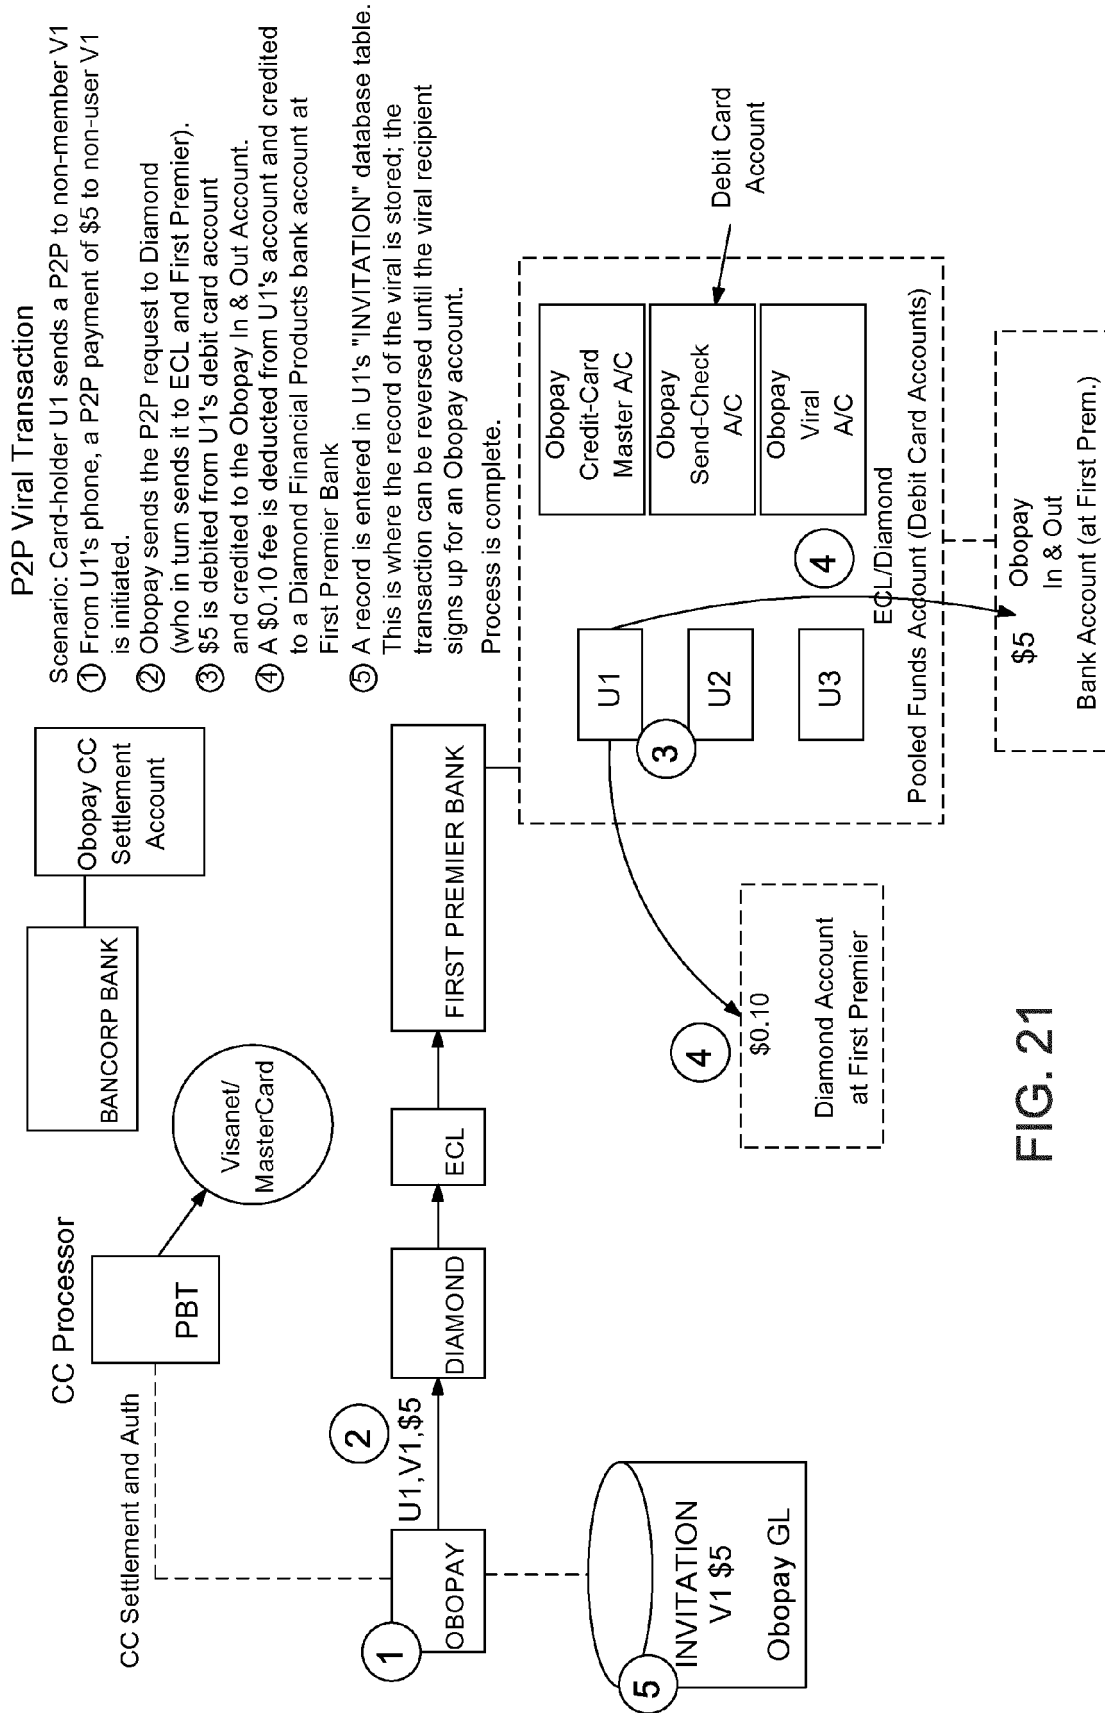 P2P Viral Transaction
Scenario: Card-holder U1 sends a P2P to non-member V1
① From U1's phone, a P2P payment of $5 to non-user V1
is initiated.
② Obopay sends the P2P request to Diamond
(who in turn sends it to ECL and First Premier).
③ $5 is debited from U1's debit card account
and credited to the Obopay In & Out Account.
④ A $0.10 fee is deducted from U1's account and credited
to a Diamond Financial Products bank account at
First Premier Bank
⑤ A record is entered in U1's "INVITATION" database table.
This is where the record of the viral is stored; the
transaction can be reversed until the viral recipient
signs up for an Obopay account.
Process is complete.
CC Processor
CC Settlement and Auth
PBT
Visanet/
MasterCard
BANCORP BANK
Obopay CC
Settlement
Account
1
OBOPAY
2
U1,V1,$5
DIAMOND
ECL
FIRST PREMIER BANK
5
INVITATION
V1 $5
Obopay GL
4
$0.10
Diamond Account
at First Premier
U1
3
U2
U3
4
Obopay
Credit-Card
Master A/C
Obopay
Send-Check
A/C
Obopay
Viral
A/C
Debit Card
Account
ECL/Diamond
Pooled Funds Account (Debit Card Accounts)
$5
Obopay
In & Out
Bank Account (at First Prem.)
FIG. 21